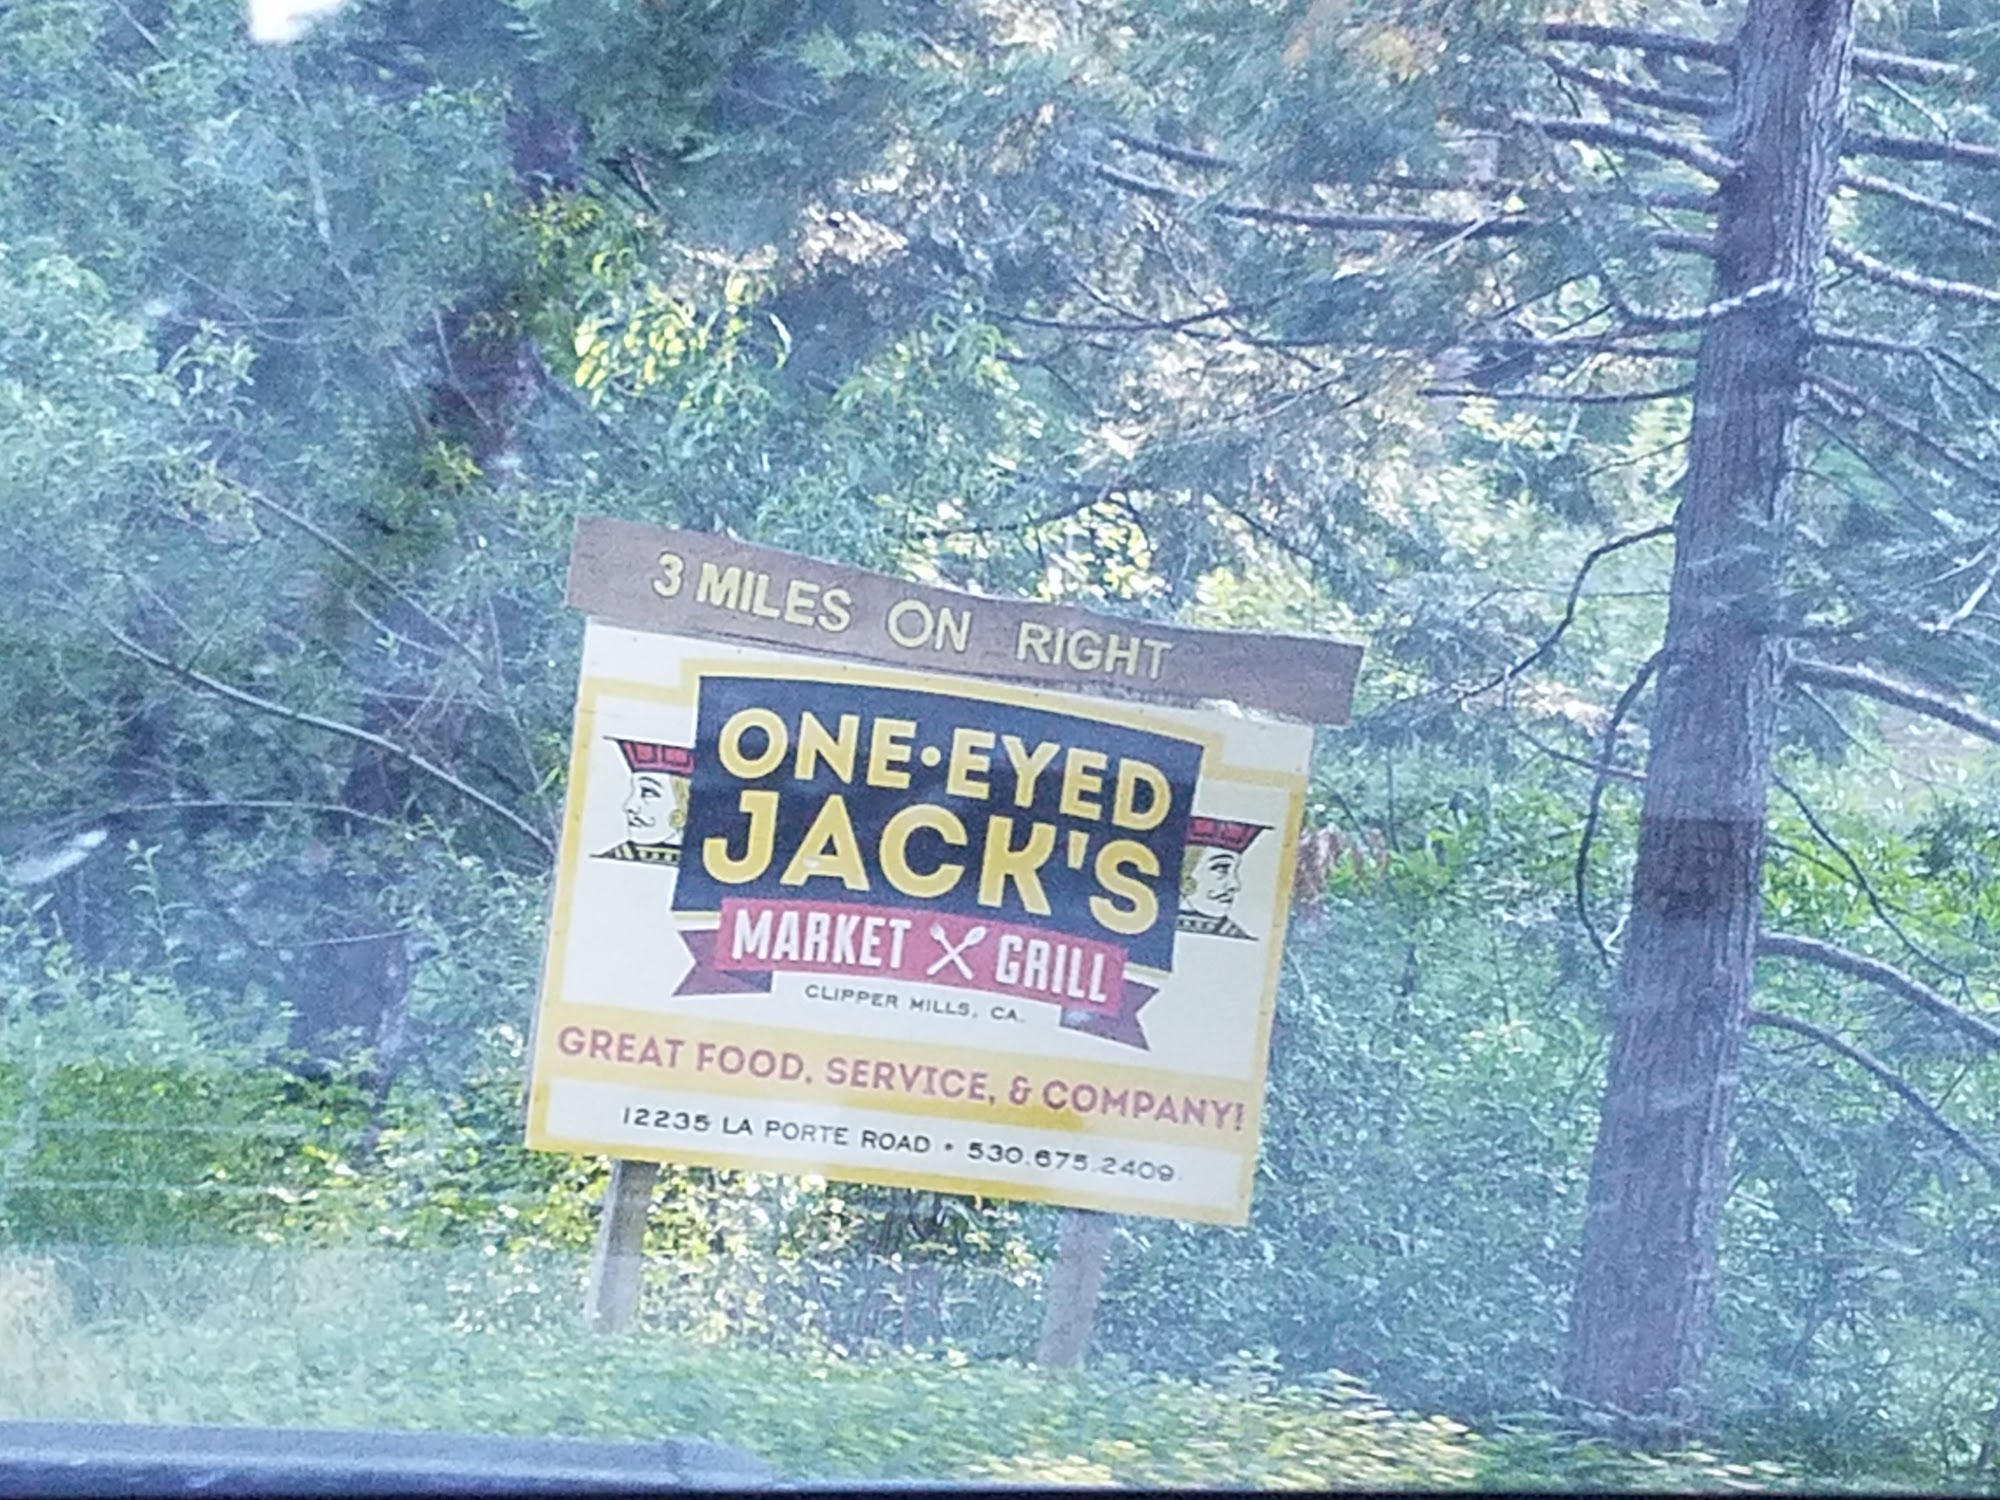 3 MILES ON RIGHT
ONE•EYED
JACK'S
MARKET GRILL
CLIPPER MILLS, CA.
GREAT FOOD, SERVICE, & COMPANY!
12235 LA PORTE ROAD • 530.675.2409